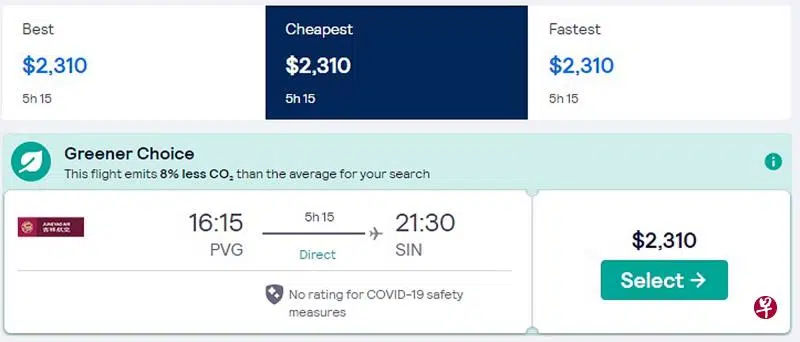 Best
$2,310
5h 15
Cheapest
$2,310
5h 15
Fastest
$2,310
5h 15
Greener Choice
This flight emits 8% less CO₂ than the average for your search
JUNEYAO AIR
吉祥航空
16:15
PVG
5h 15
Direct
21:30
SIN
No rating for COVID-19 safety
measures
$2,310
Select →
早